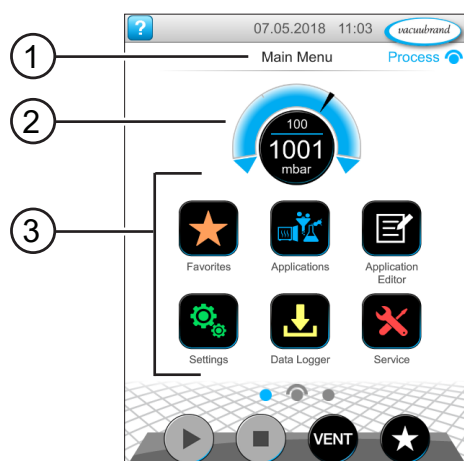 ? 07.05.2018 11:03 vacuubrand
1 Main Menu Process
2
100
1001
mbar
3
Favorites Applications Application
Editor
Settings Data Logger Service
VENT